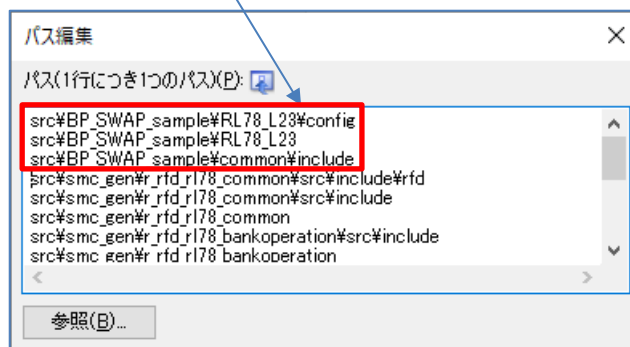 パス編集
パス(1行につき1つのパス)(P):
src¥BP_SWAP_sample¥RL78_L23¥config
src¥BP_SWAP_sample¥RL78_L23
src¥BP_SWAP_sample¥common¥include
src¥smc_gen¥r_rfd_rl78_common¥src¥include¥rfd
src¥smc_gen¥r_rfd_rl78_common¥src¥include
src¥smc_gen¥r_rfd_rl78_common
src¥smc_gen¥r_rfd_rl78_bankoperation¥src¥include
src¥smc_gen¥r_rfd_rl78_bankoperation
参照(B)...